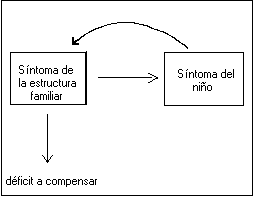 Síntoma de
la estructura
familiar
Síntoma del
niño
déficit a compensar